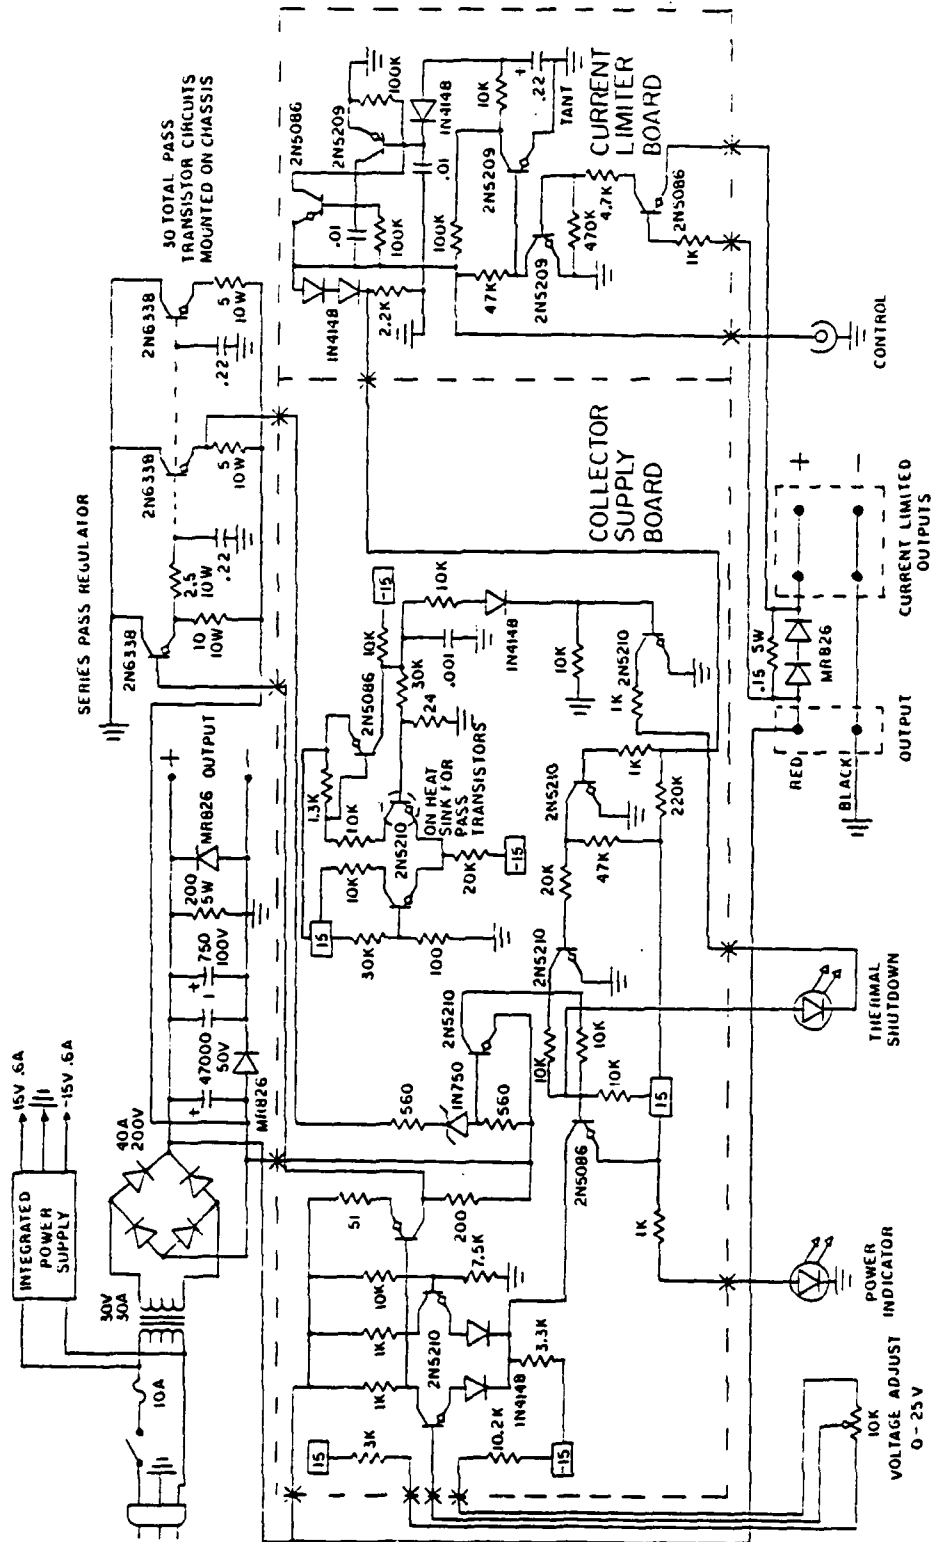 INTEGRATED
POWER
SUPPLY
15V .6A
-15V .6A
10A
30V
30A
40A
200V
47000
50V
1
750
100V
MR826
200
5W
MR826
OUTPUT
+
-
SERIES PASS REGULATOR
30 TOTAL PASS
TRANSISTOR CIRCUITS
MOUNTED ON CHASSIS
2N6338
10
10W
2.5
10W
.22
2N6338
5
10W
.22
2N6338
5
10W
15
3K
1K
1K
10K
51
2N5210
7.5K
200
1N4148
3.3K
10.2K
-15
560
1N750
560
2N5210
10K
10K
10K
15
2N5086
1K
15
30K
100
10K
10K
1.3K
2N5210
ON HEAT
SINK FOR
PASS
TRANSISTORS
20K
-15
2N5086
10K
-15
30K
24
.001
10K
1N4148
10K
2N5210
1K
2N5210
20K
2N5210
1K
47K
220K
COLLECTOR
SUPPLY
BOARD
2N5086
2N5209
100K
1N4148
.01
.01
100K
1N4148
2.2K
100K
10K
.22
TANT
2N5209
47K
2N5209
470K
4.7K
2N5086
1K
CURRENT
LIMITER
BOARD
10K
VOLTAGE ADJUST
0-25V
POWER
INDICATOR
THERMAL
SHUTDOWN
RED
BLACK
OUTPUT
.15 5W
MR826
+
-
CURRENT LIMITED
OUTPUTS
CONTROL